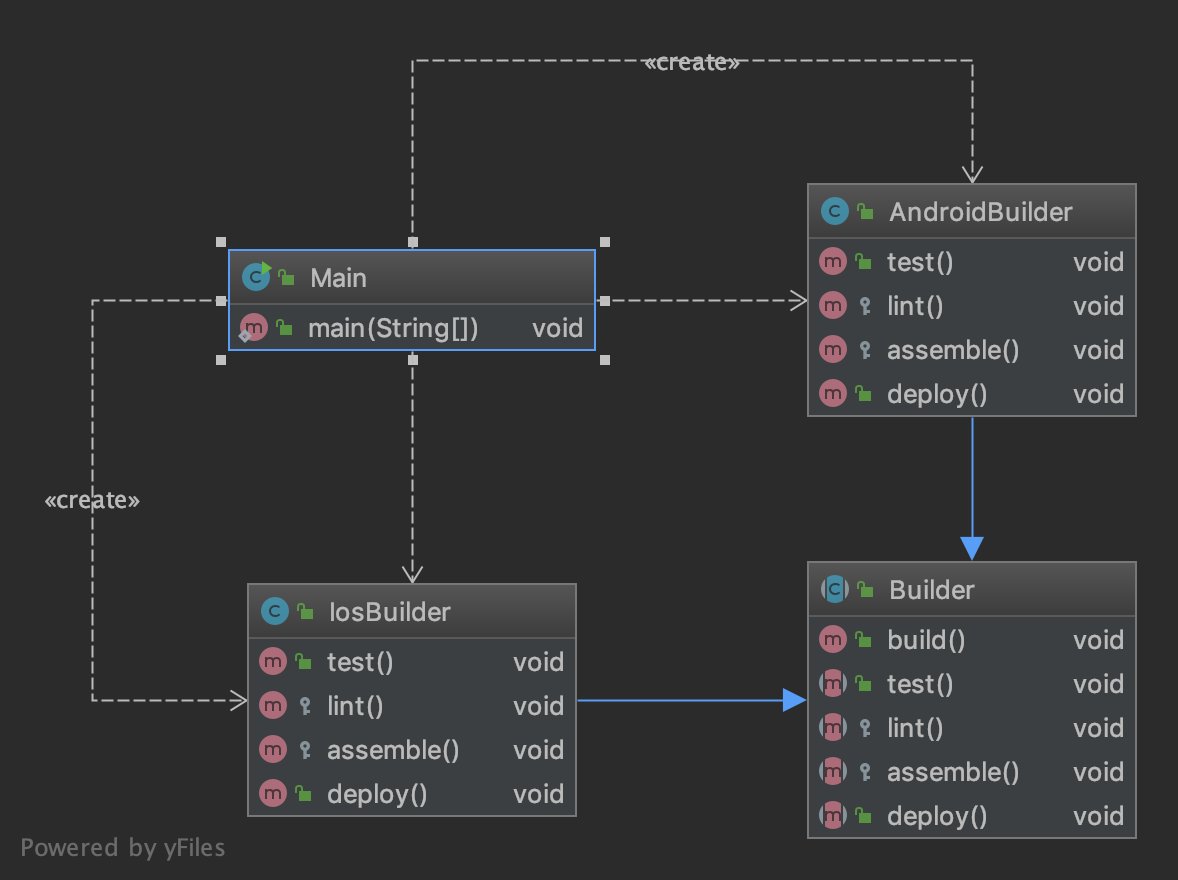 «create»
C AndroidBuilder
m test() void
m lint() void
m assemble() void
m deploy() void
C Main
m main(String[]) void
«create»
C IosBuilder
m test() void
m lint() void
m assemble() void
m deploy() void
C Builder
m build() void
m test() void
m lint() void
m assemble() void
m deploy() void
Powered by yFiles